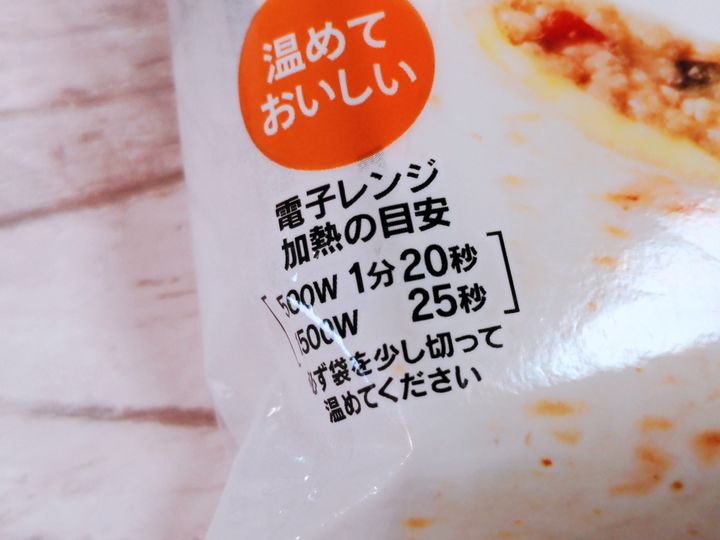 温めて
おいしい
電子レンジ
加熱の目安
500W 1分20秒
1500W 25秒
必ず袋を少し切って
温めてください